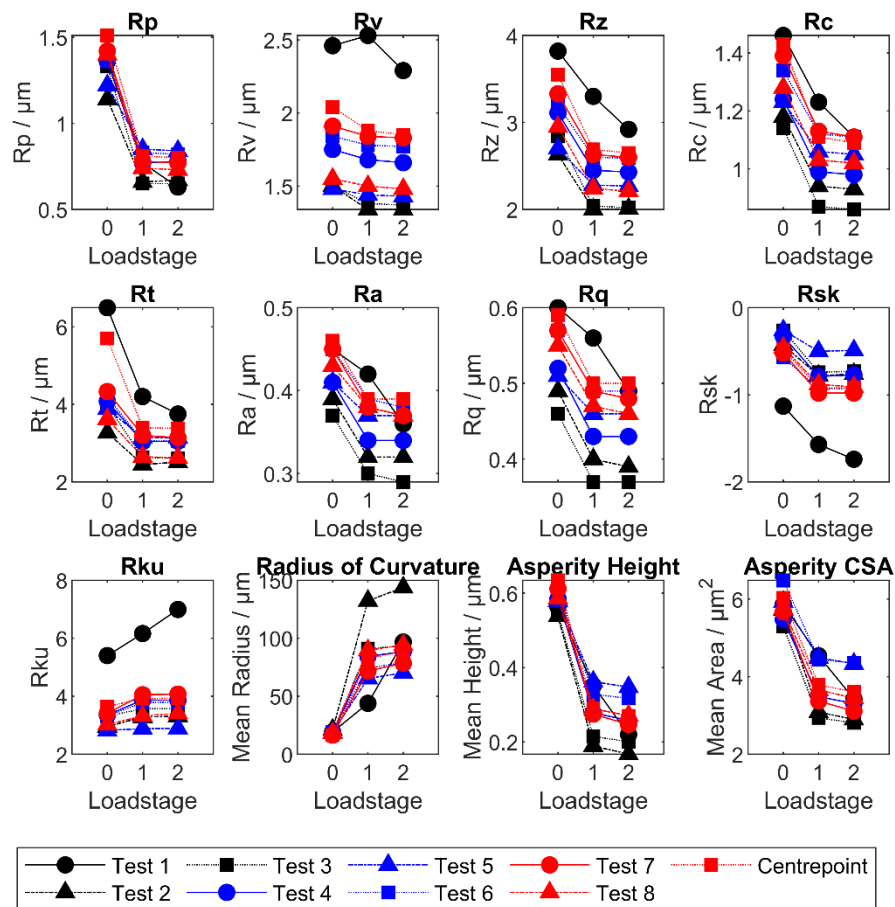 Rp Rv Rz Rc
Rp / μm
1.5
1
0.5
0 1 2
Loadstage
Rv / μm
2.5
2
1.5
0 1 2
Loadstage
Rz / μm
4
3
2
0 1 2
Loadstage
Rc / μm
1.4
1.2
1
0 1 2
Loadstage
Rt Ra Rq Rsk
Rt / μm
6
4
2
0 1 2
Loadstage
Ra / μm
0.5
0.4
0.3
0 1 2
Loadstage
Rq / μm
0.6
0.5
0.4
0 1 2
Loadstage
Rsk
0
-1
-2
0 1 2
Loadstage
Rku Radius of Curvature Asperity Height Asperity CSA
Rku
8
6
4
2
0 1 2
Loadstage
Mean Radius / μm
150
100
50
0
0 1 2
Loadstage
Mean Height / μm
0.6
0.4
0.2
0 1 2
Loadstage
Mean Area / μm²
6
4
2
0 1 2
Loadstage
Test 1 Test 3 Test 5 Test 7 Centrepoint
Test 2 Test 4 Test 6 Test 8